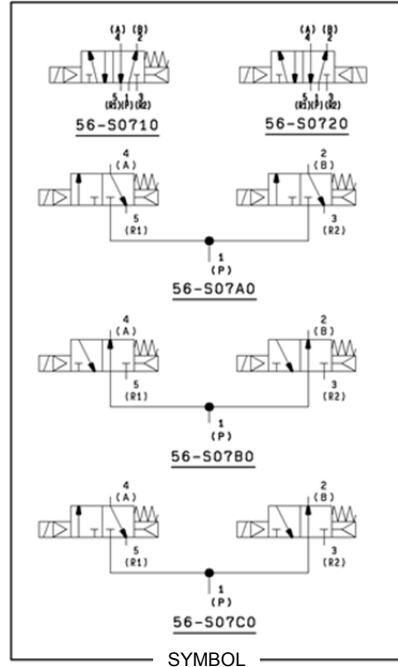 (A) (B)
4 2
5 1 3
(R1)(P)(R2)
56-S0710
(A) (B)
4 2
5 1 3
(R1)(P)(R2)
56-S0720
4
(A)
5
(R1)
2
(B)
3
(R2)
1
(P)
56-S07A0
4
(A)
5
(R1)
2
(B)
3
(R2)
1
(P)
56-S07B0
4
(A)
5
(R1)
2
(B)
3
(R2)
1
(P)
56-S07C0
SYMBOL